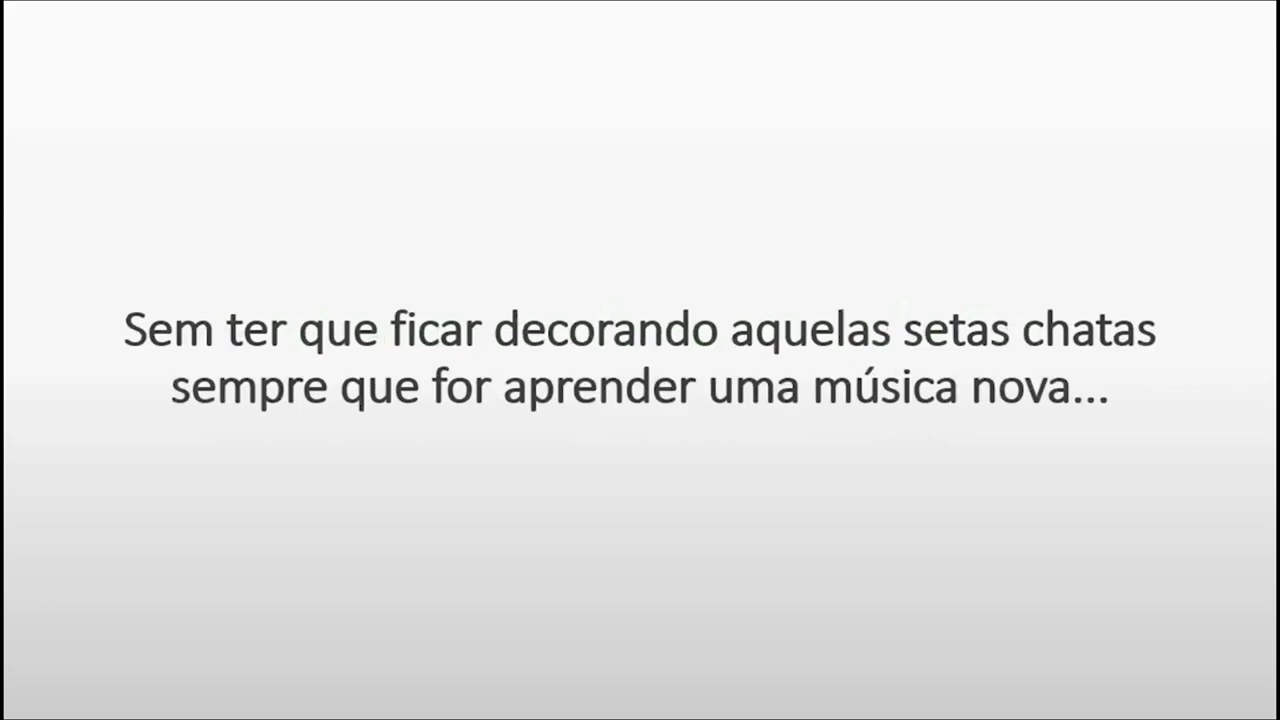 Sem ter que ficar decorando aquelas setas chatas
sempre que for aprender uma música nova...